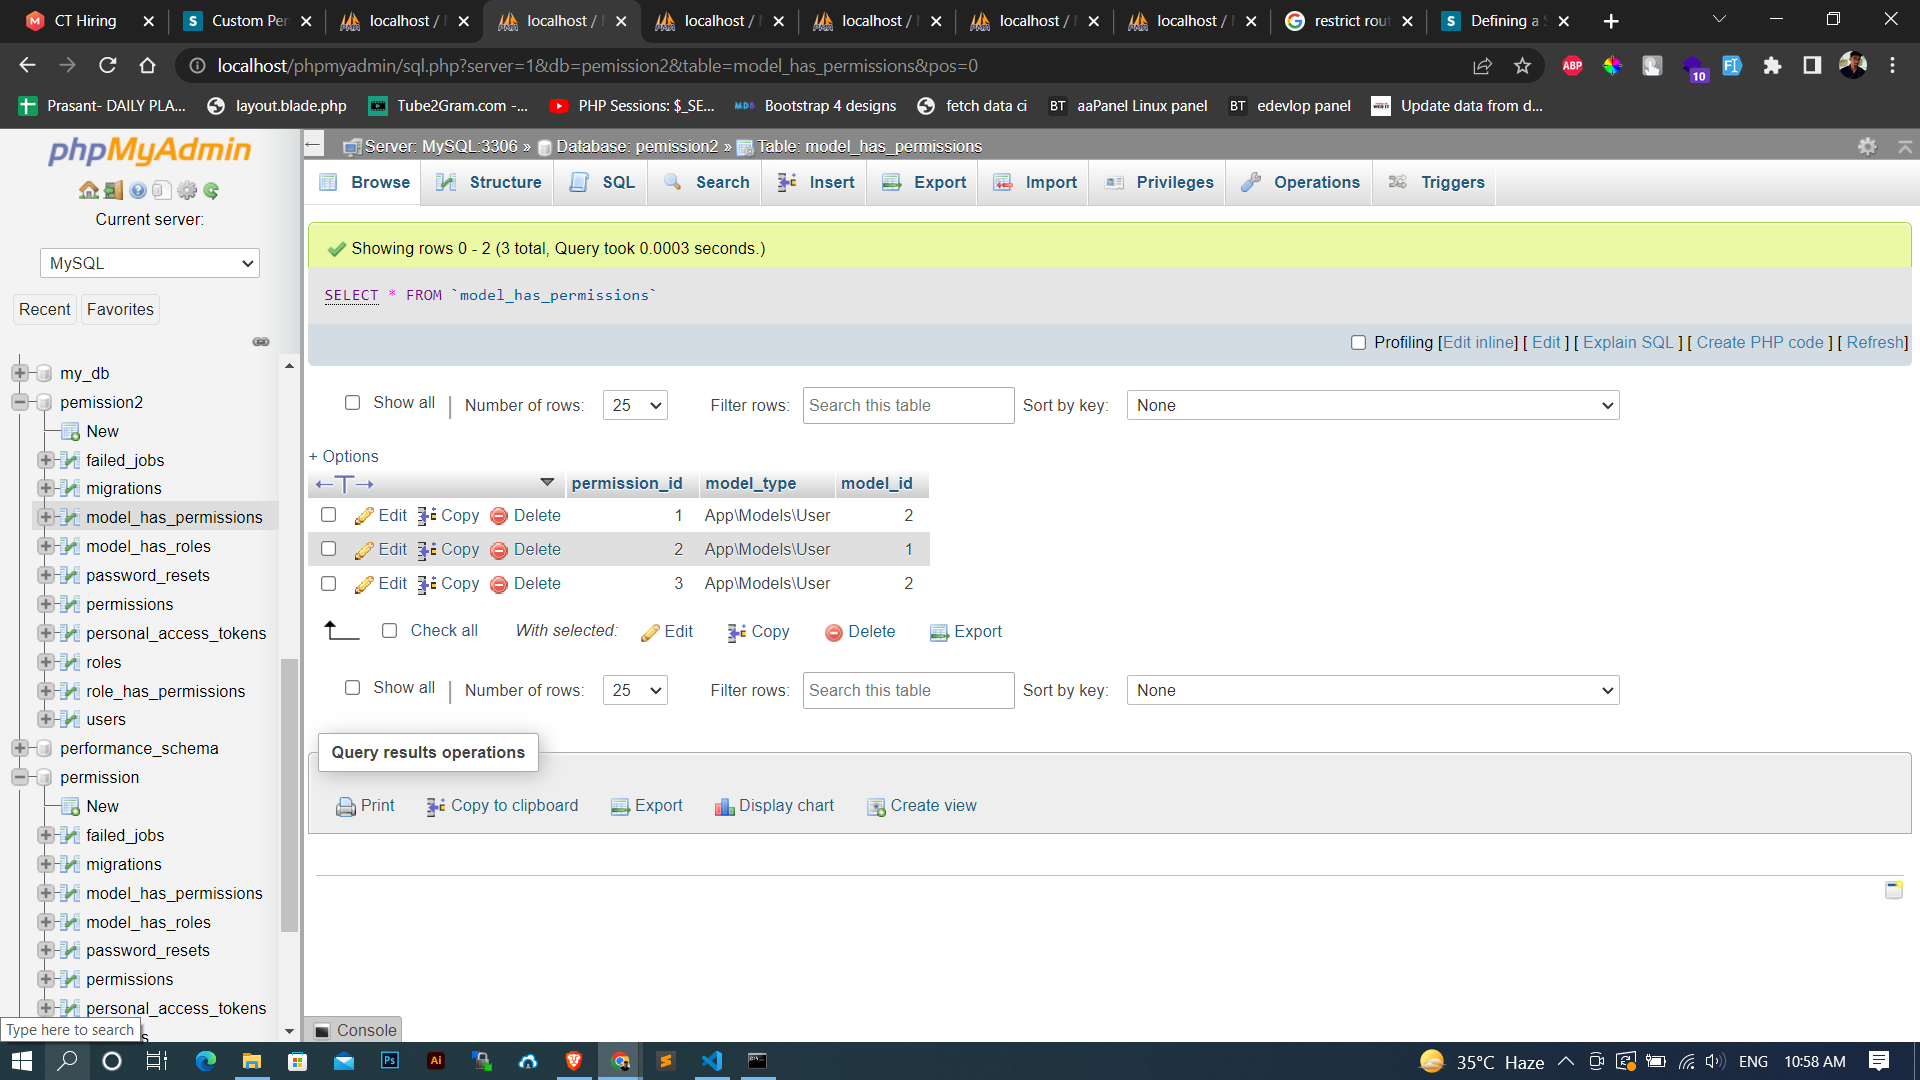 CT Hiring
Custom Per
localhost / 
localhost / 
localhost / 
localhost / 
localhost / 
localhost / 
restrict rout
Defining a S
localhost/phpmyadmin/sql.php?server=1&db=pemission2&table=model_has_permissions&pos=0
ABP
10
Prasant- DAILY PLA...
layout.blade.php
Tube2Gram.com -...
PHP Sessions: $_SE...
MDB Bootstrap 4 designs
fetch data ci
BT aaPanel Linux panel
BT edevlop panel
Update data from d...
phpMyAdmin
Current server:
MySQL
Recent
Favorites
my_db
pemission2
New
failed_jobs
migrations
model_has_permissions
model_has_roles
password_resets
permissions
personal_access_tokens
roles
role_has_permissions
users
performance_schema
permission
New
failed_jobs
migrations
model_has_permissions
model_has_roles
password_resets
permissions
personal_access_tokens
Type here to search
Server: MySQL:3306 » Database: pemission2 » Table: model_has_permissions
Browse Structure SQL Search Insert Export Import Privileges Operations Triggers
Showing rows 0 - 2 (3 total, Query took 0.0003 seconds.)
SELECT * FROM `model_has_permissions`
Profiling [Edit inline] [ Edit ] [ Explain SQL ] [ Create PHP code ] [ Refresh]
Show all | Number of rows: 25 Filter rows: Search this table Sort by key: None
+ Options
←T→ permission_id model_type model_id
Edit Copy Delete 1 App\Models\User 2
Edit Copy Delete 2 App\Models\User 1
Edit Copy Delete 3 App\Models\User 2
Check all With selected: Edit Copy Delete Export
Show all | Number of rows: 25 Filter rows: Search this table Sort by key: None
Query results operations
Print Copy to clipboard Export Display chart Create view
Console
Ps
Ai
35°C Haze
ENG
10:58 AM